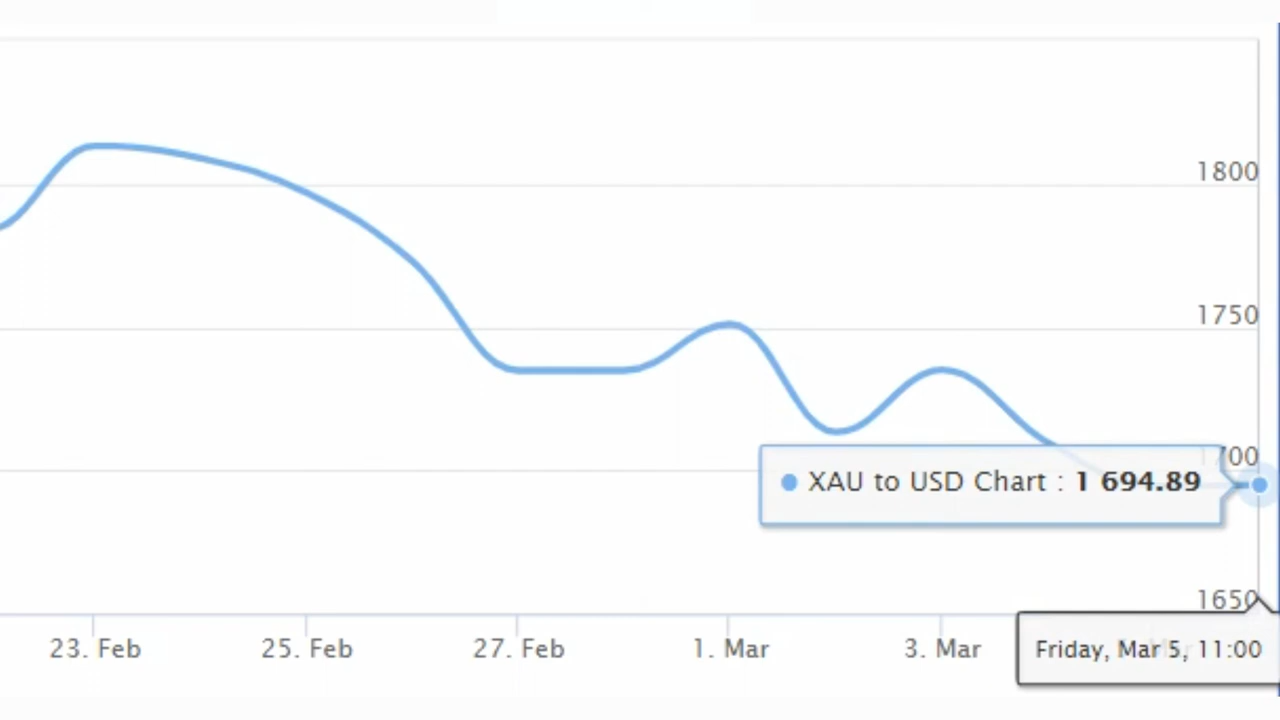 1800
1750
1700
XAU to USD Chart : 1 694.89
1650
23. Feb 25. Feb 27. Feb 1. Mar 3. Mar
Friday, Mar 5, 11:00